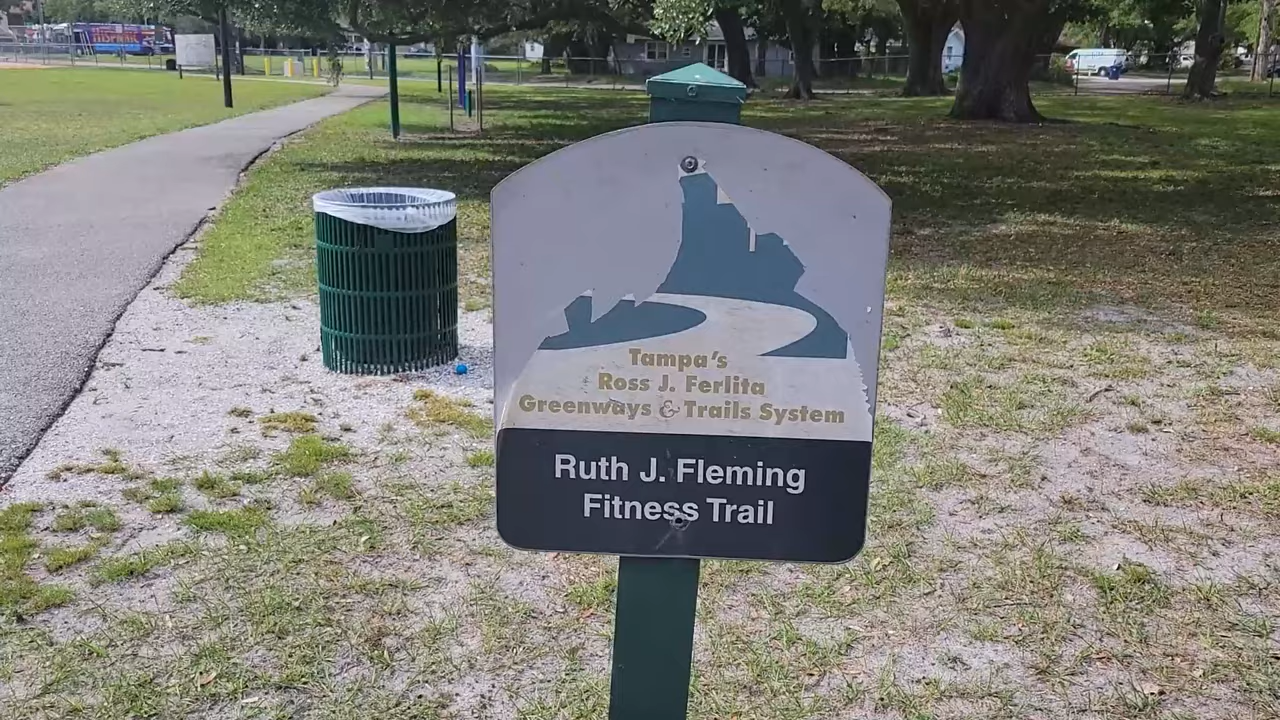 Tampa's
Ross J. Ferlita
Greenways & Trails System
Ruth J. Fleming
Fitness Trail